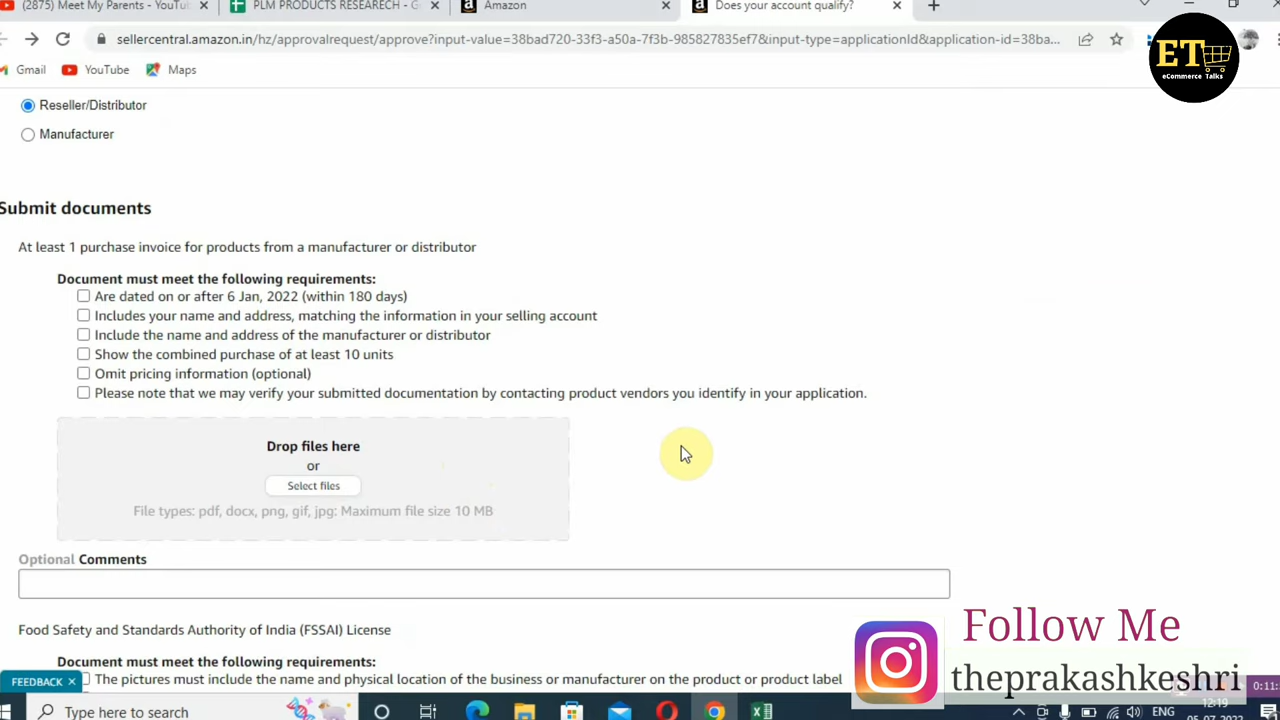 (2875) Meet My Parents - YouTu
PLM PRODUCTS RESEARECH - G
Amazon
Does your account qualify?
sellercentral.amazon.in/hz/approvalrequest/approve?input-value=38bad720-33f3-a50a-7f3b-985827835ef7&input-type=applicationId&application-id=38ba...
Gmail
YouTube
Maps
ET
eCommerce Talks
Reseller/Distributor
Manufacturer
Submit documents
At least 1 purchase invoice for products from a manufacturer or distributor
Document must meet the following requirements:
Are dated on or after 6 Jan, 2022 (within 180 days)
Includes your name and address, matching the information in your selling account
Include the name and address of the manufacturer or distributor
Show the combined purchase of at least 10 units
Omit pricing information (optional)
Please note that we may verify your submitted documentation by contacting product vendors you identify in your application.
Drop files here
or
Select files
File types: pdf, docx, png, gif, jpg: Maximum file size 10 MB
Optional Comments
Food Safety and Standards Authority of India (FSSAI) License
Document must meet the following requirements:
The pictures must include the name and physical location of the business or manufacturer on the product or product label
FEEDBACK
Follow Me
theprakashkeshri
0:11:
Type here to search
ENG
12:19
05-07-2022